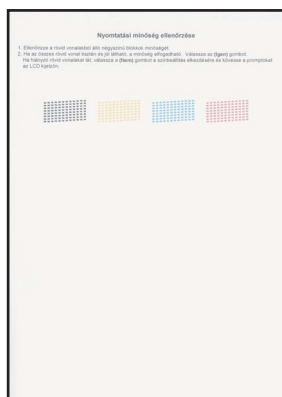 Nyomtatási minőség ellenőrzése
1. Ellenőrizze a rövid vonalakból álló négyszínű blokkok minőségét.
2. Ha az összes rövid vonal tisztán és jól látható, a minőség elfogadható. Válassza az (Igen) gombot.
Ha hiányzó rövid vonalakat lát, válassza a (Nem) gombot a színbeállítás elkezdésére és kövesse a promptokat
az LCD kijelzőn.